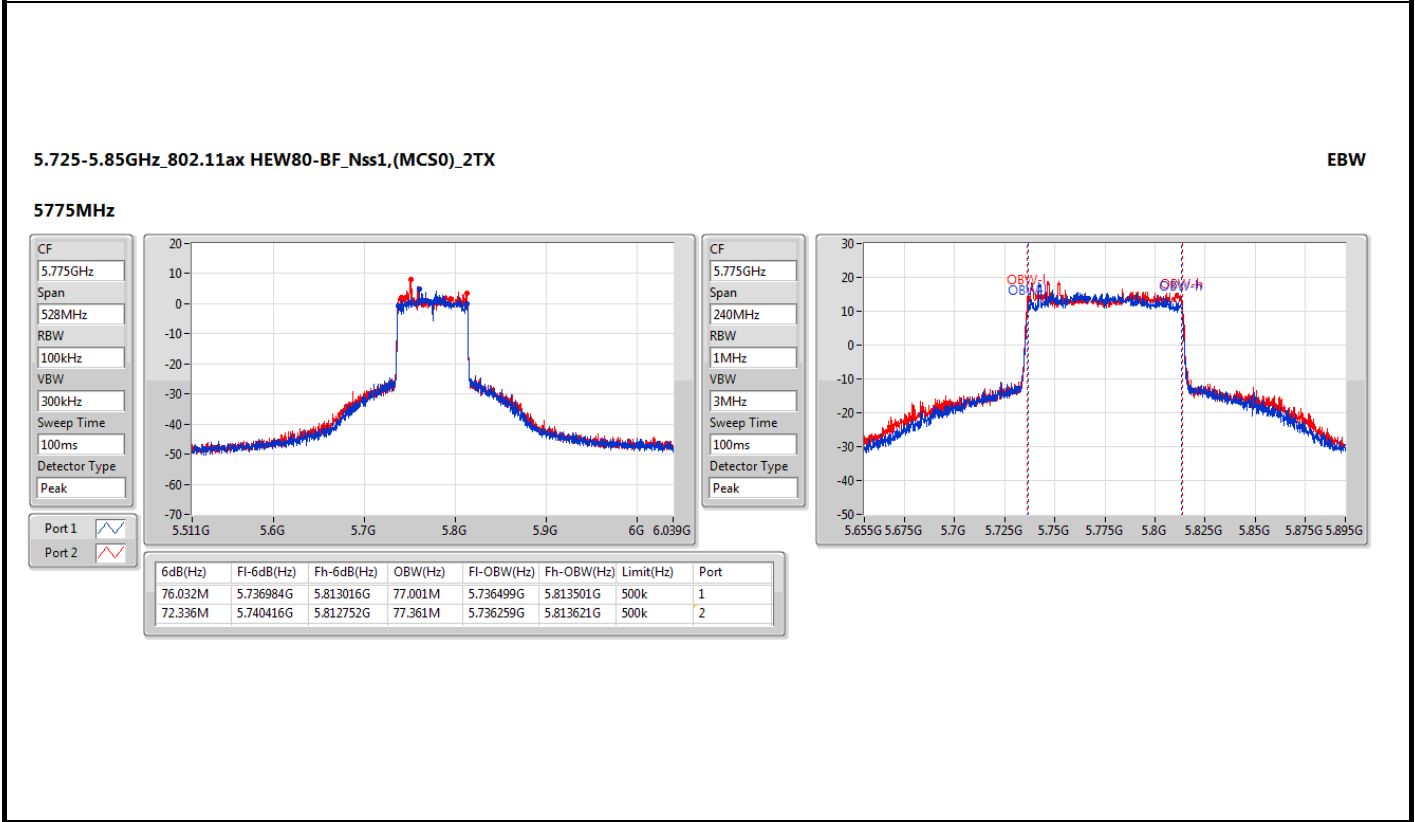 5.725-5.85GHz_802.11ax HEW80-BF_Nss1,(MCS0)_2TX
EBW
5775MHz
CF
5.775GHz
Span
528MHz
RBW
100kHz
VBW
300kHz
Sweep Time
100ms
Detector Type
Peak
Port 1
Port 2
20
10
0
-10
-20
-30
-40
-50
-60
-70
5.511G 5.6G 5.7G 5.8G 5.9G 6G 6.039G
CF
5.775GHz
Span
240MHz
RBW
1MHz
VBW
3MHz
Sweep Time
100ms
Detector Type
Peak
30
20
10
0
-10
-20
-30
-40
-50
OBW-l
OBW-h
5.655G 5.675G 5.7G 5.725G 5.75G 5.775G 5.8G 5.825G 5.85G 5.875G 5.895G
6dB(Hz) Fl-6dB(Hz) Fh-6dB(Hz) OBW(Hz) Fl-OBW(Hz) Fh-OBW(Hz) Limit(Hz) Port
76.032M 5.736984G 5.813016G 77.001M 5.736499G 5.813501G 500k 1
72.336M 5.740416G 5.812752G 77.361M 5.736259G 5.813621G 500k 2